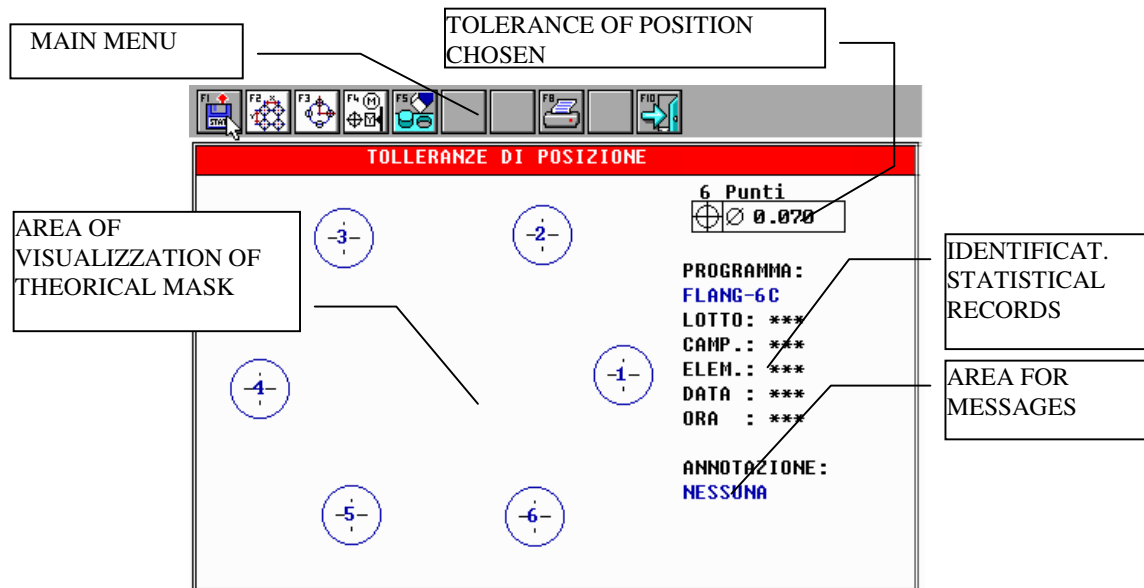 MAIN MENU
TOLERANCE OF POSITION
CHOSEN
F1 F2 F3 F4 F5 F8 F10
STAT X Y M
TOLLERANZE DI POSIZIONE
6 Punti
Ø 0.070
AREA OF
VISUALIZZATION OF
THEORICAL MASK
-3-
-2-
IDENTIFICAT.
STATISTICAL
RECORDS
PROGRAMMA:
FLANG-6C
LOTTO: ***
CAMP.: ***
ELEM.: ***
DATA : ***
ORA : ***
-4-
-1-
AREA FOR
MESSAGES
ANNOTAZIONE:
NESSUNA
-5-
-6-